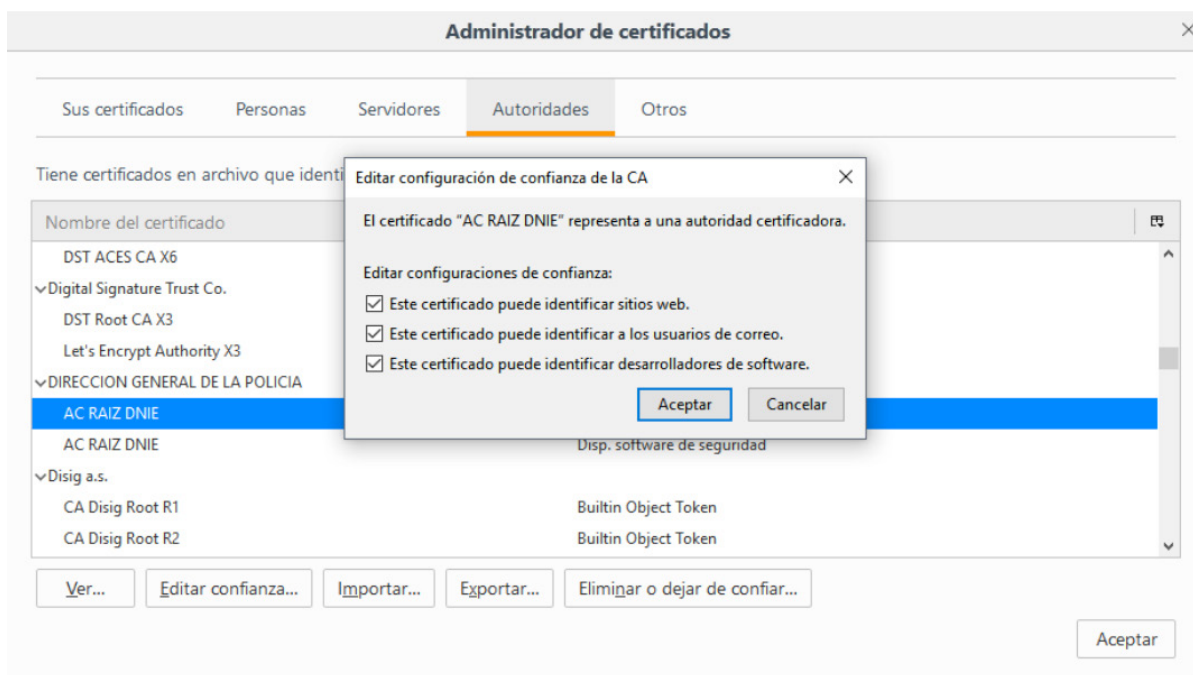 Administrador de certificados
Sus certificados Personas Servidores Autoridades Otros
Tiene certificados en archivo que identi
Editar configuración de confianza de la CA
El certificado "AC RAIZ DNIE" representa a una autoridad certificadora.
Editar configuraciones de confianza:
Este certificado puede identificar sitios web.
Este certificado puede identificar a los usuarios de correo.
Este certificado puede identificar desarrolladores de software.
Aceptar Cancelar
Nombre del certificado
DST ACES CA X6
Digital Signature Trust Co.
DST Root CA X3
Let's Encrypt Authority X3
DIRECCION GENERAL DE LA POLICIA
AC RAIZ DNIE
AC RAIZ DNIE Disp. software de seguridad
Disig a.s.
CA Disig Root R1 Builtin Object Token
CA Disig Root R2 Builtin Object Token
Ver... Editar confianza... Importar... Exportar... Eliminar o dejar de confiar...
Aceptar